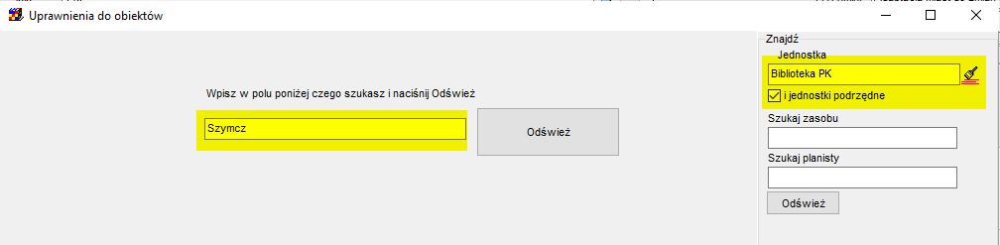 Uprawnienia do obiektów
Wpisz w polu poniżej czego szukasz i naciśnij Odśwież
Szymcz
Odśwież
Znajdź
Jednostka
Biblioteka PK
i jednostki podrzędne
Szukaj zasobu
Szukaj planisty
Odśwież